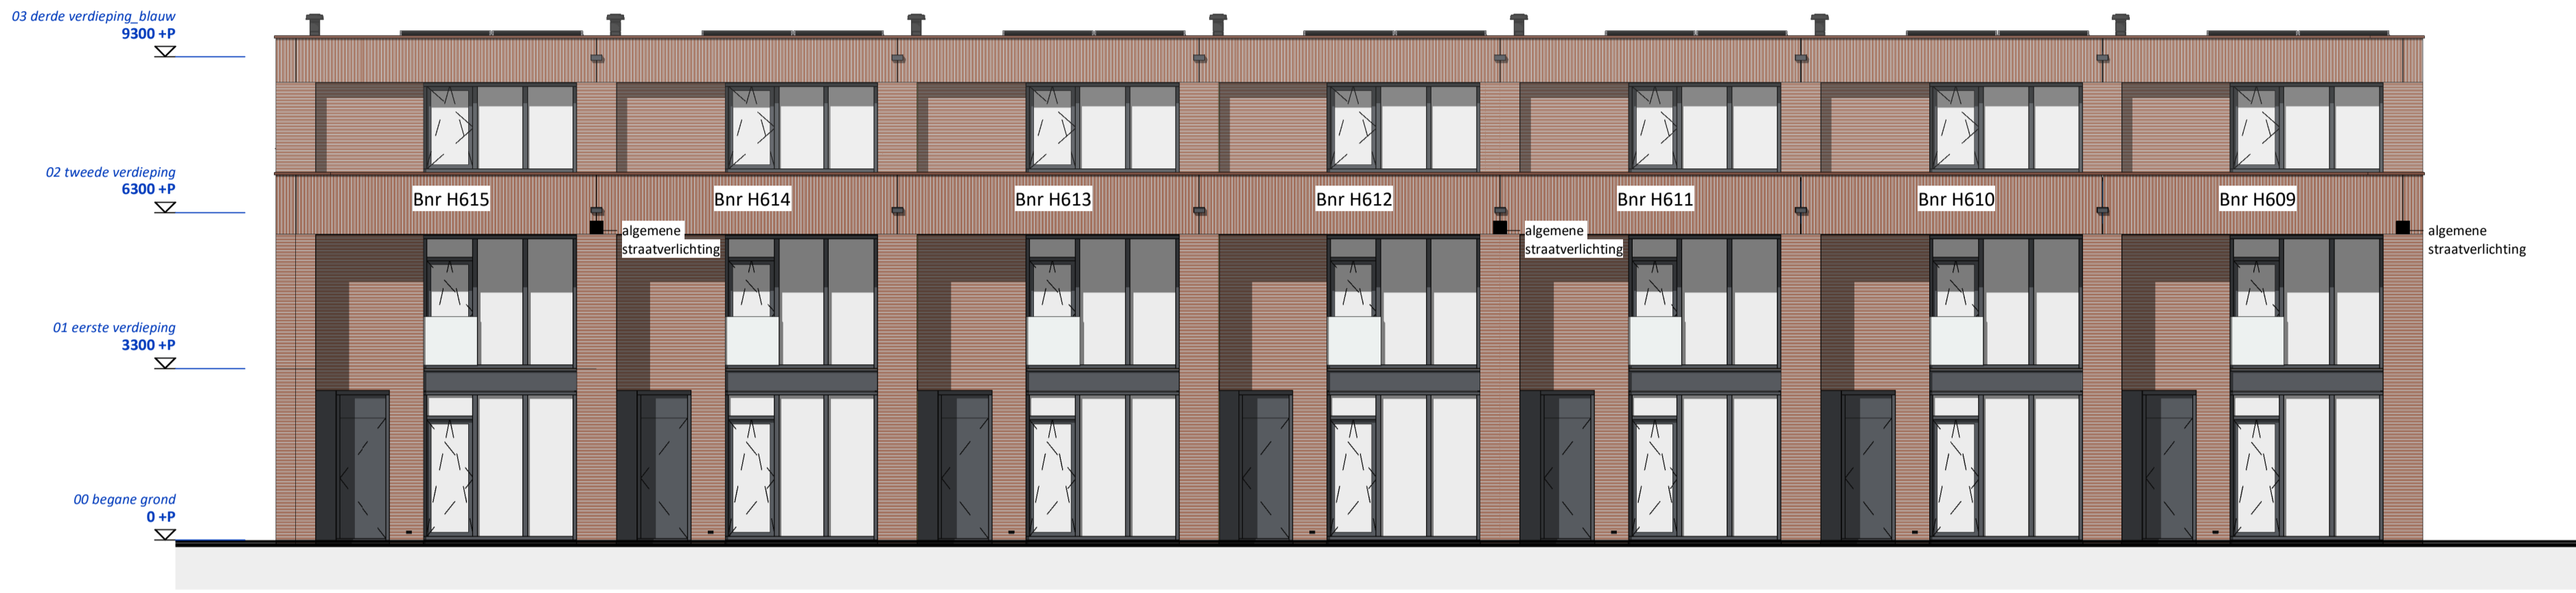 03 derde verdieping_blauw
9300 +P
02 tweede verdieping
6300 +P
Bnr H615
Bnr H614
Bnr H613
Bnr H612
Bnr H611
Bnr H610
Bnr H609
algemene
straatverlichting
algemene
straatverlichting
algemene
straatverlichting
01 eerste verdieping
3300 +P
00 begane grond
0 +P